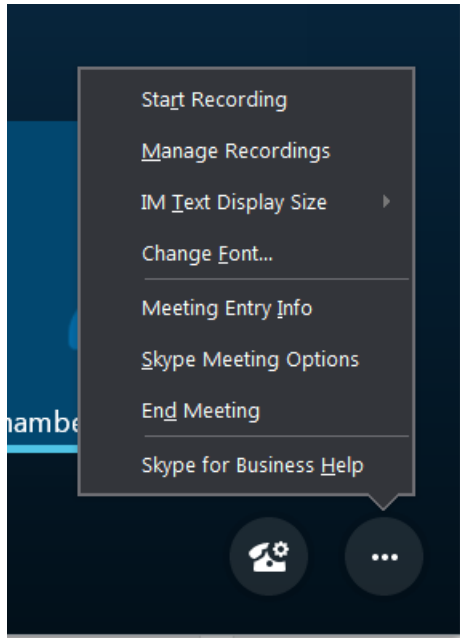 Start Recording
Manage Recordings
IM Text Display Size
Change Font...
Meeting Entry Info
Skype Meeting Options
End Meeting
hambe
Skype for Business Help